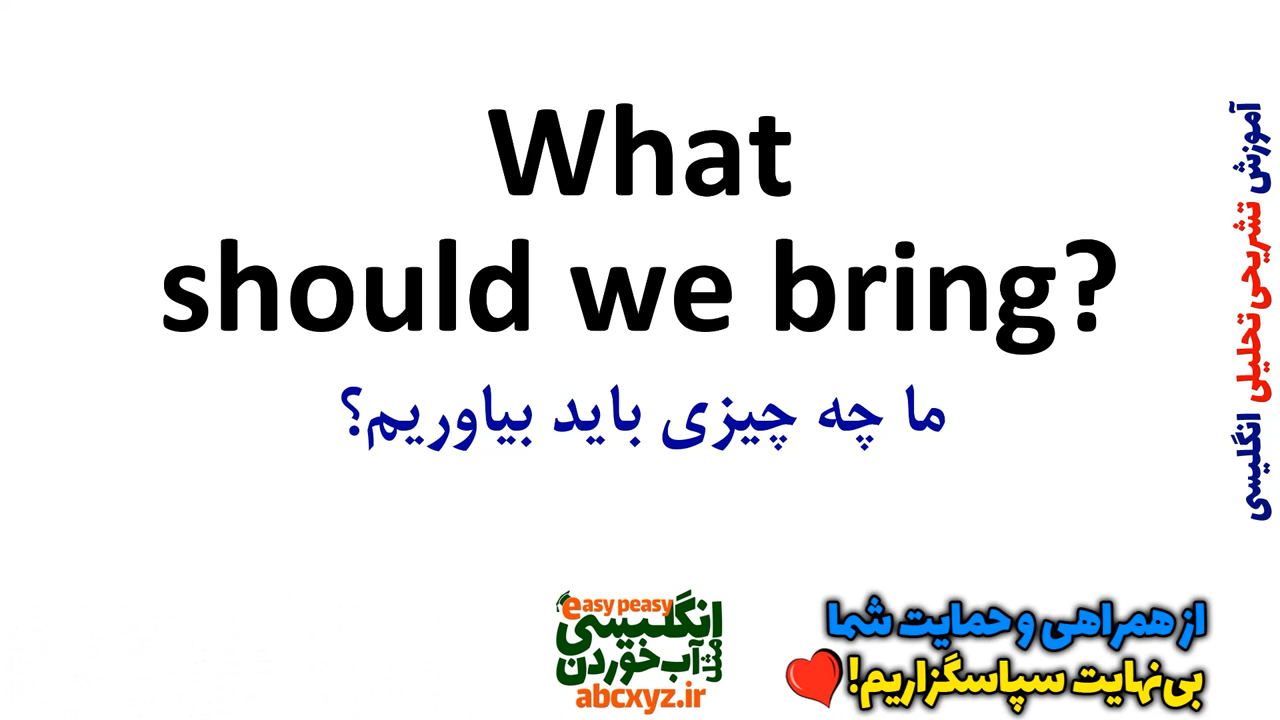 What
should we bring?
ما چه چیزی باید بیاوریم؟
آموزش تشریحی تحلیلی انگلیسی
easy peasy
انگلیسی
مثل آب خوردن
abcxyz.ir
از همراهی و حمایت شما
بی‌نهایت سپاسگزاریم!